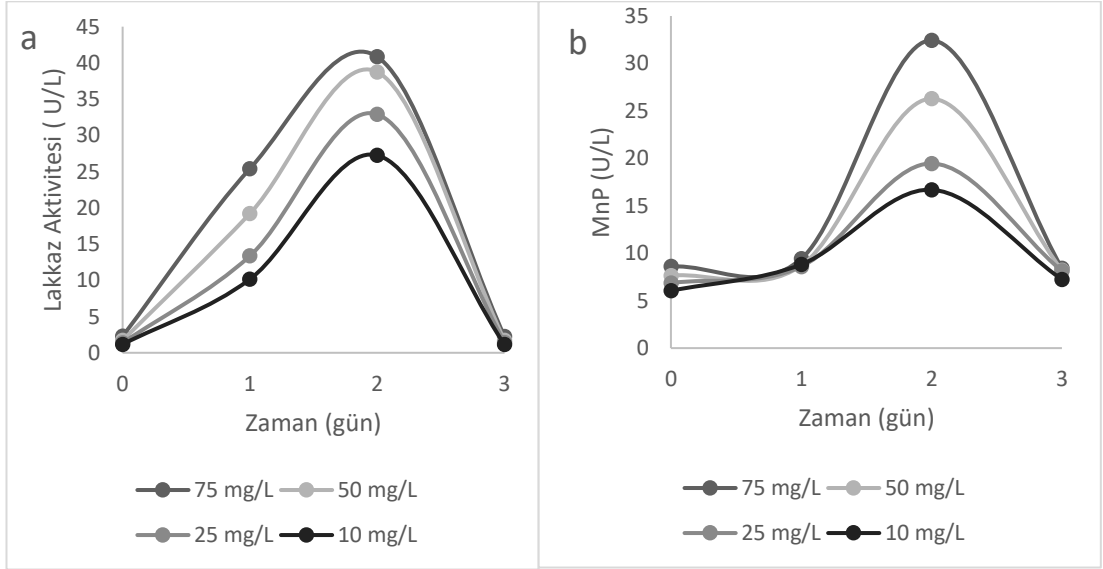 a
Lakkaz Aktivitesi ( U/L)
45
40
35
30
25
20
15
10
5
0
0 1 2 3
Zaman (gün)
75 mg/L 50 mg/L
25 mg/L 10 mg/L
b
MnP (U/L)
35
30
25
20
15
10
5
0
0 1 2 3
Zaman (gün)
75 mg/L 50 mg/L
25 mg/L 10 mg/L